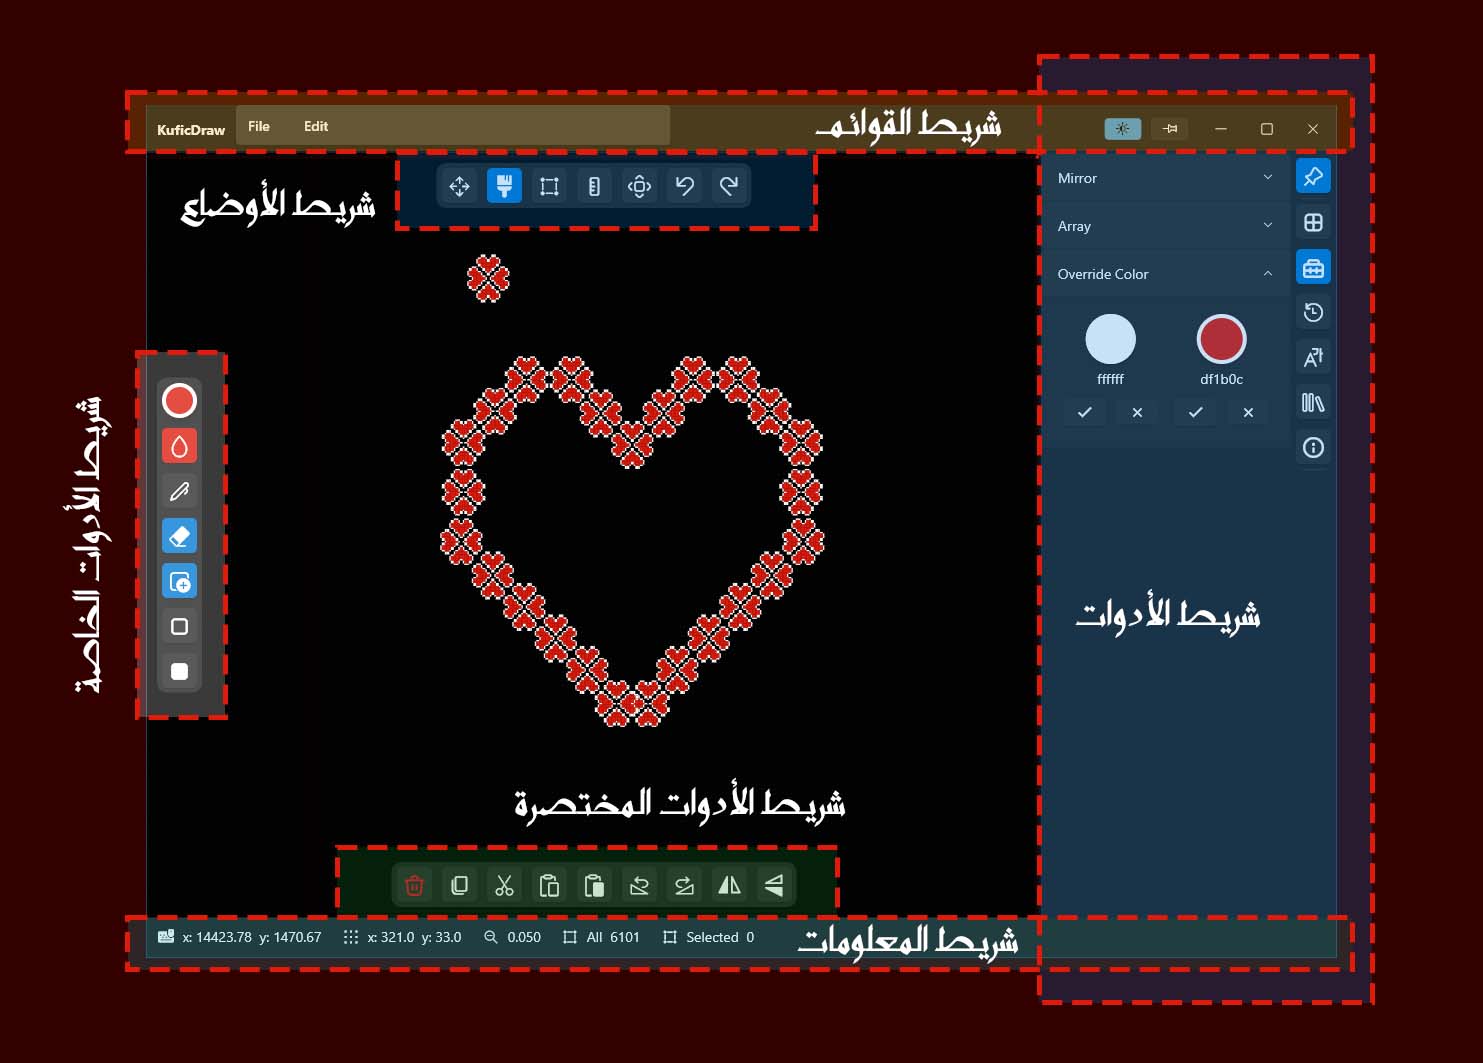 KuficDraw
File
Edit
شريط القوائم
شريط الأوضاع
Mirror
Array
Override Color
ffffff
df1b0c
شريط الأدوات الخاصة
شريط الأدوات
شريط الأدوات المختصرة
x: 14423.78 y: 1470.67
x: 321.0 y: 33.0
0.050
All 6101
Selected 0
شريط المعلومات